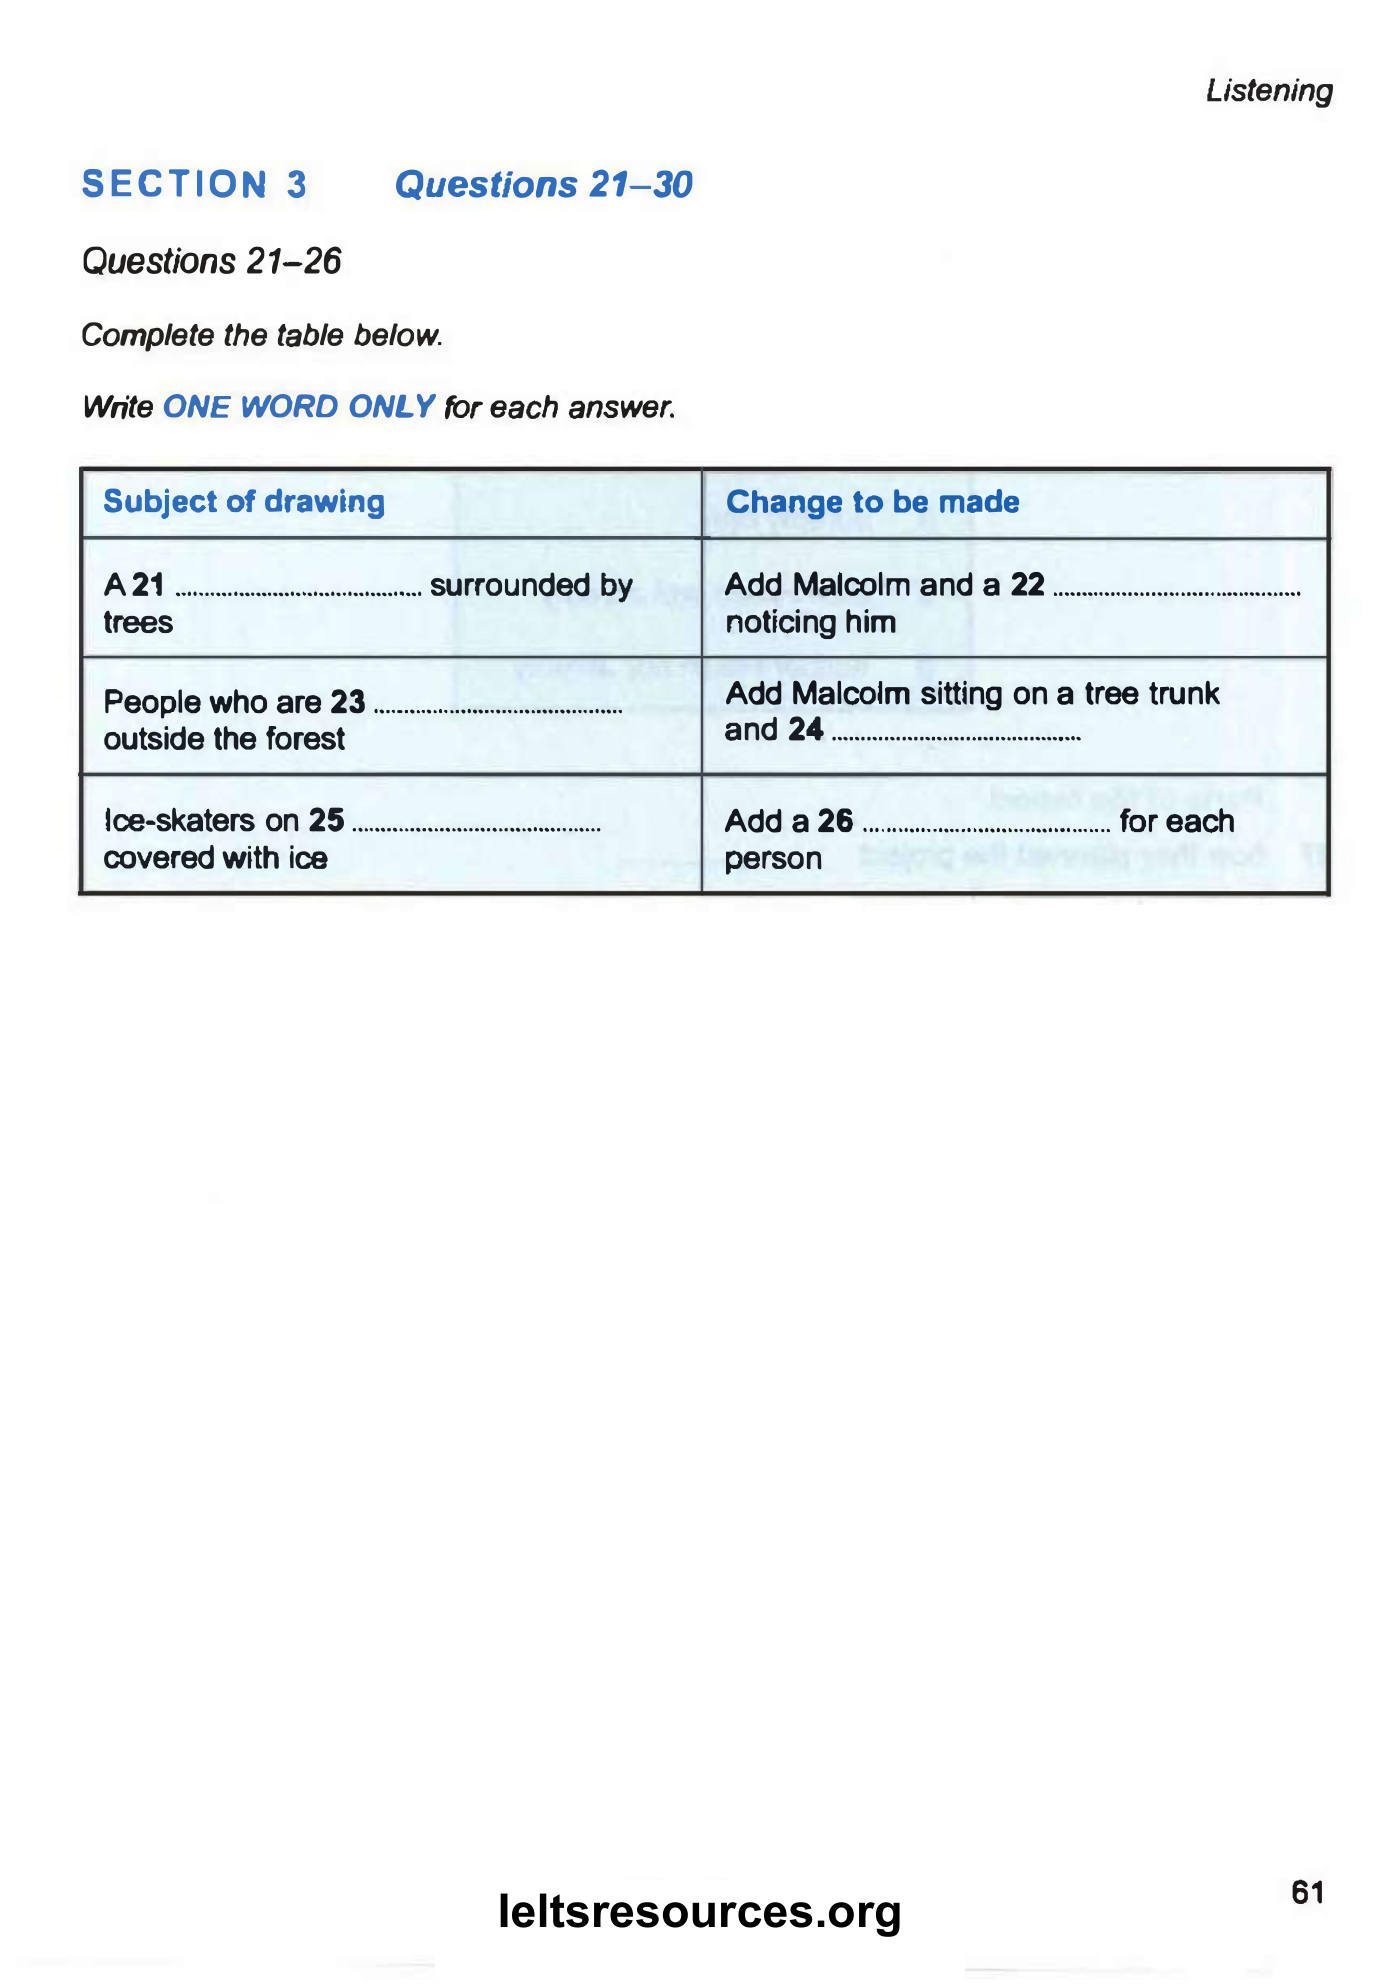 Listening
SECTION 3 Questions 21–30
Questions 21–26
Complete the table below.
Write ONE WORD ONLY for each answer.
Subject of drawing
Change to be made
A 21 .......................................... surrounded by
trees
Add Malcolm and a 22 ..........................................
noticing him
People who are 23 ..........................................
outside the forest
Add Malcolm sitting on a tree trunk
and 24 ..........................................
Ice-skaters on 25 ..........................................
covered with ice
Add a 26 .......................................... for each
person
61
Ieltsresources.org